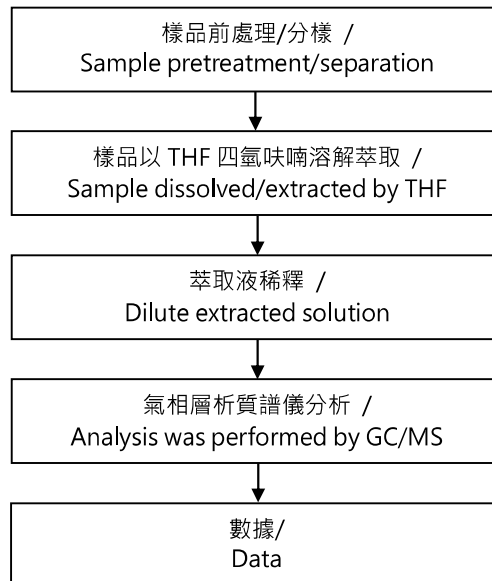 樣品前處理/分樣 /
Sample pretreatment/separation
樣品以 THF 四氫呋喃溶解萃取 /
Sample dissolved/extracted by THF
萃取液稀釋 /
Dilute extracted solution
氣相層析質譜儀分析 /
Analysis was performed by GC/MS
數據/
Data